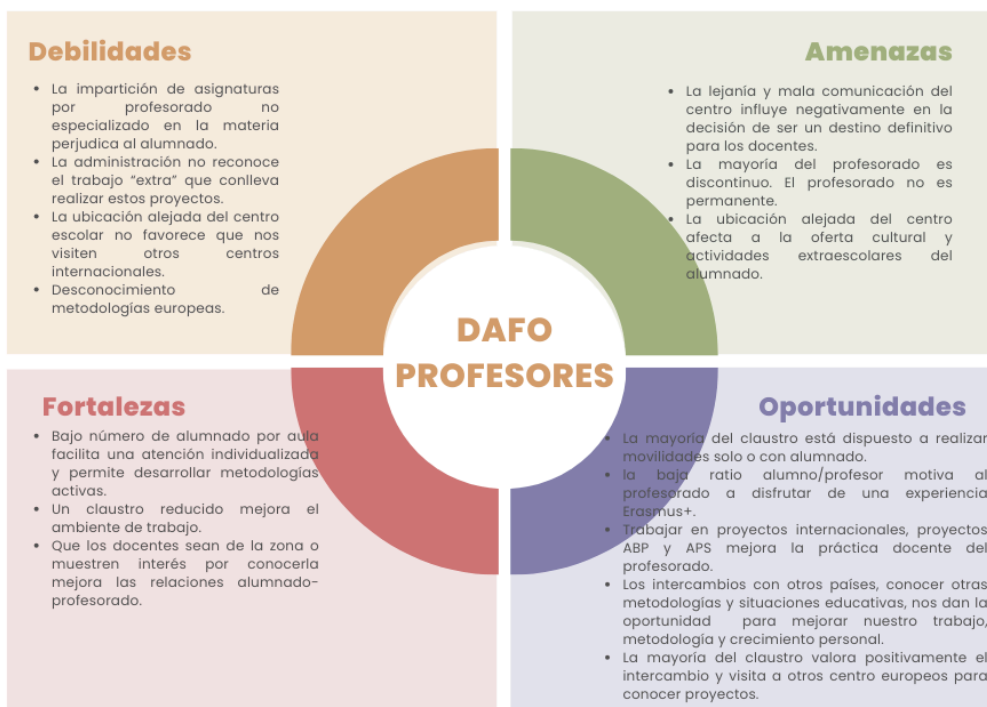 Debilidades
La impartición de asignaturas
por profesorado no
especializado en la materia
perjudica al alumnado.
La administración no reconoce
el trabajo “extra” que conlleva
realizar estos proyectos.
La ubicación alejada del centro
escolar no favorece que nos
visiten otros centros
internacionales.
Desconocimiento de
metodologías europeas.
Amenazas
La lejanía y mala comunicación del
centro influye negativamente en la
decisión de ser un destino definitivo
para los docentes.
La mayoría del profesorado es
discontinuo. El profesorado no es
permanente.
La ubicación alejada del centro
afecta a la oferta cultural y
actividades extraescolares del
alumnado.
DAFO
PROFESORES
Fortalezas
Bajo número de alumnado por aula
facilita una atención individualizada
y permite desarrollar metodologías
activas.
Un claustro reducido mejora el
ambiente de trabajo.
Que los docentes sean de la zona o
muestren interés por conocerla
mejora las relaciones alumnado-
profesorado.
Oportunidades
La mayoría del claustro está dispuesto a realizar
movilidades solo o con alumnado.
la baja ratio alumno/profesor motiva al
profesorado a disfrutar de una experiencia
Erasmus+.
Trabajar en proyectos internacionales, proyectos
ABP y APS mejora la práctica docente del
profesorado.
Los intercambios con otros países, conocer otras
metodologías y situaciones educativas, nos dan la
oportunidad para mejorar nuestro trabajo,
metodología y crecimiento personal.
La mayoría del claustro valora positivamente el
intercambio y visita a otros centro europeos para
conocer proyectos.